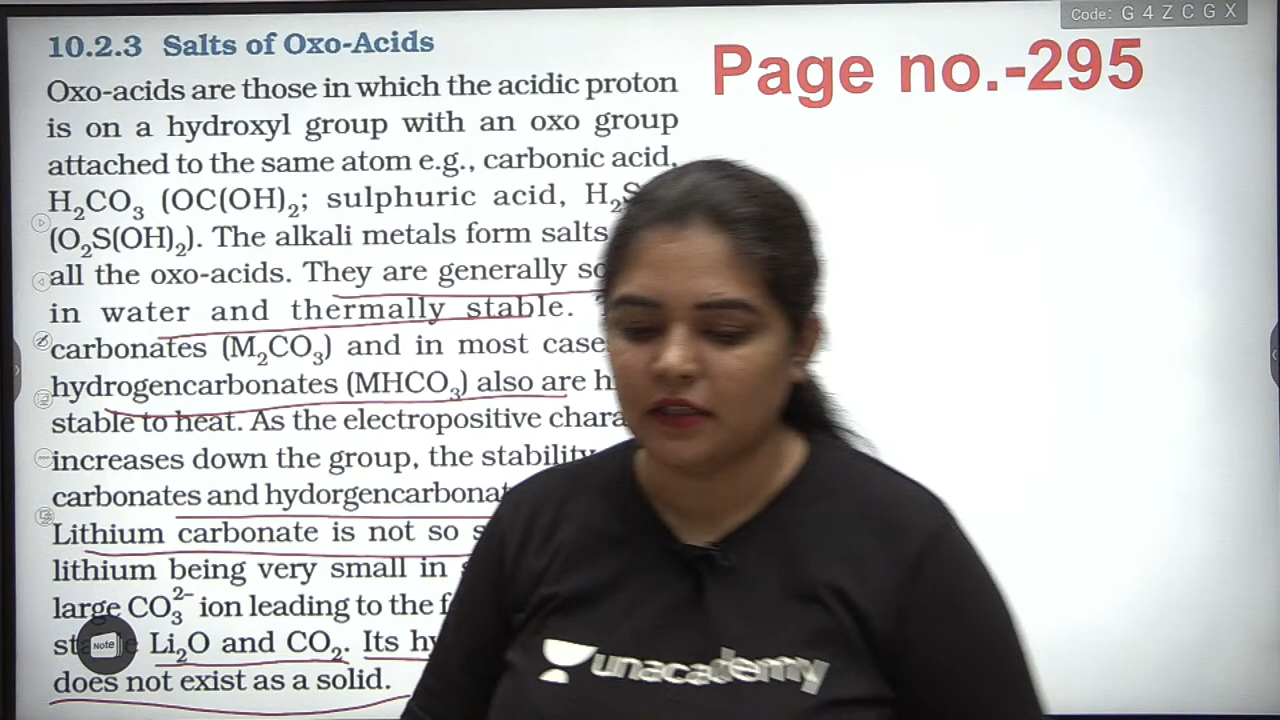 Code: G 4 Z C G X
10.2.3 Salts of Oxo-Acids
Page no.-295
Oxo-acids are those in which the acidic proton
is on a hydroxyl group with an oxo group
attached to the same atom e.g., carbonic acid,
H₂CO₃ (OC(OH)₂; sulphuric acid, H₂S
(O₂S(OH)₂). The alkali metals form salts
all the oxo-acids. They are generally so
in water and thermally stable.
carbonates (M₂CO₃) and in most case
hydrogencarbonates (MHCO₃) also are h
stable to heat. As the electropositive chara
increases down the group, the stability
carbonates and hydorgencarbonat
Lithium carbonate is not so s
lithium being very small in
large CO₃²⁻ ion leading to the f
Li₂O and CO₂. Its hy
does not exist as a solid.
Note
unacademy